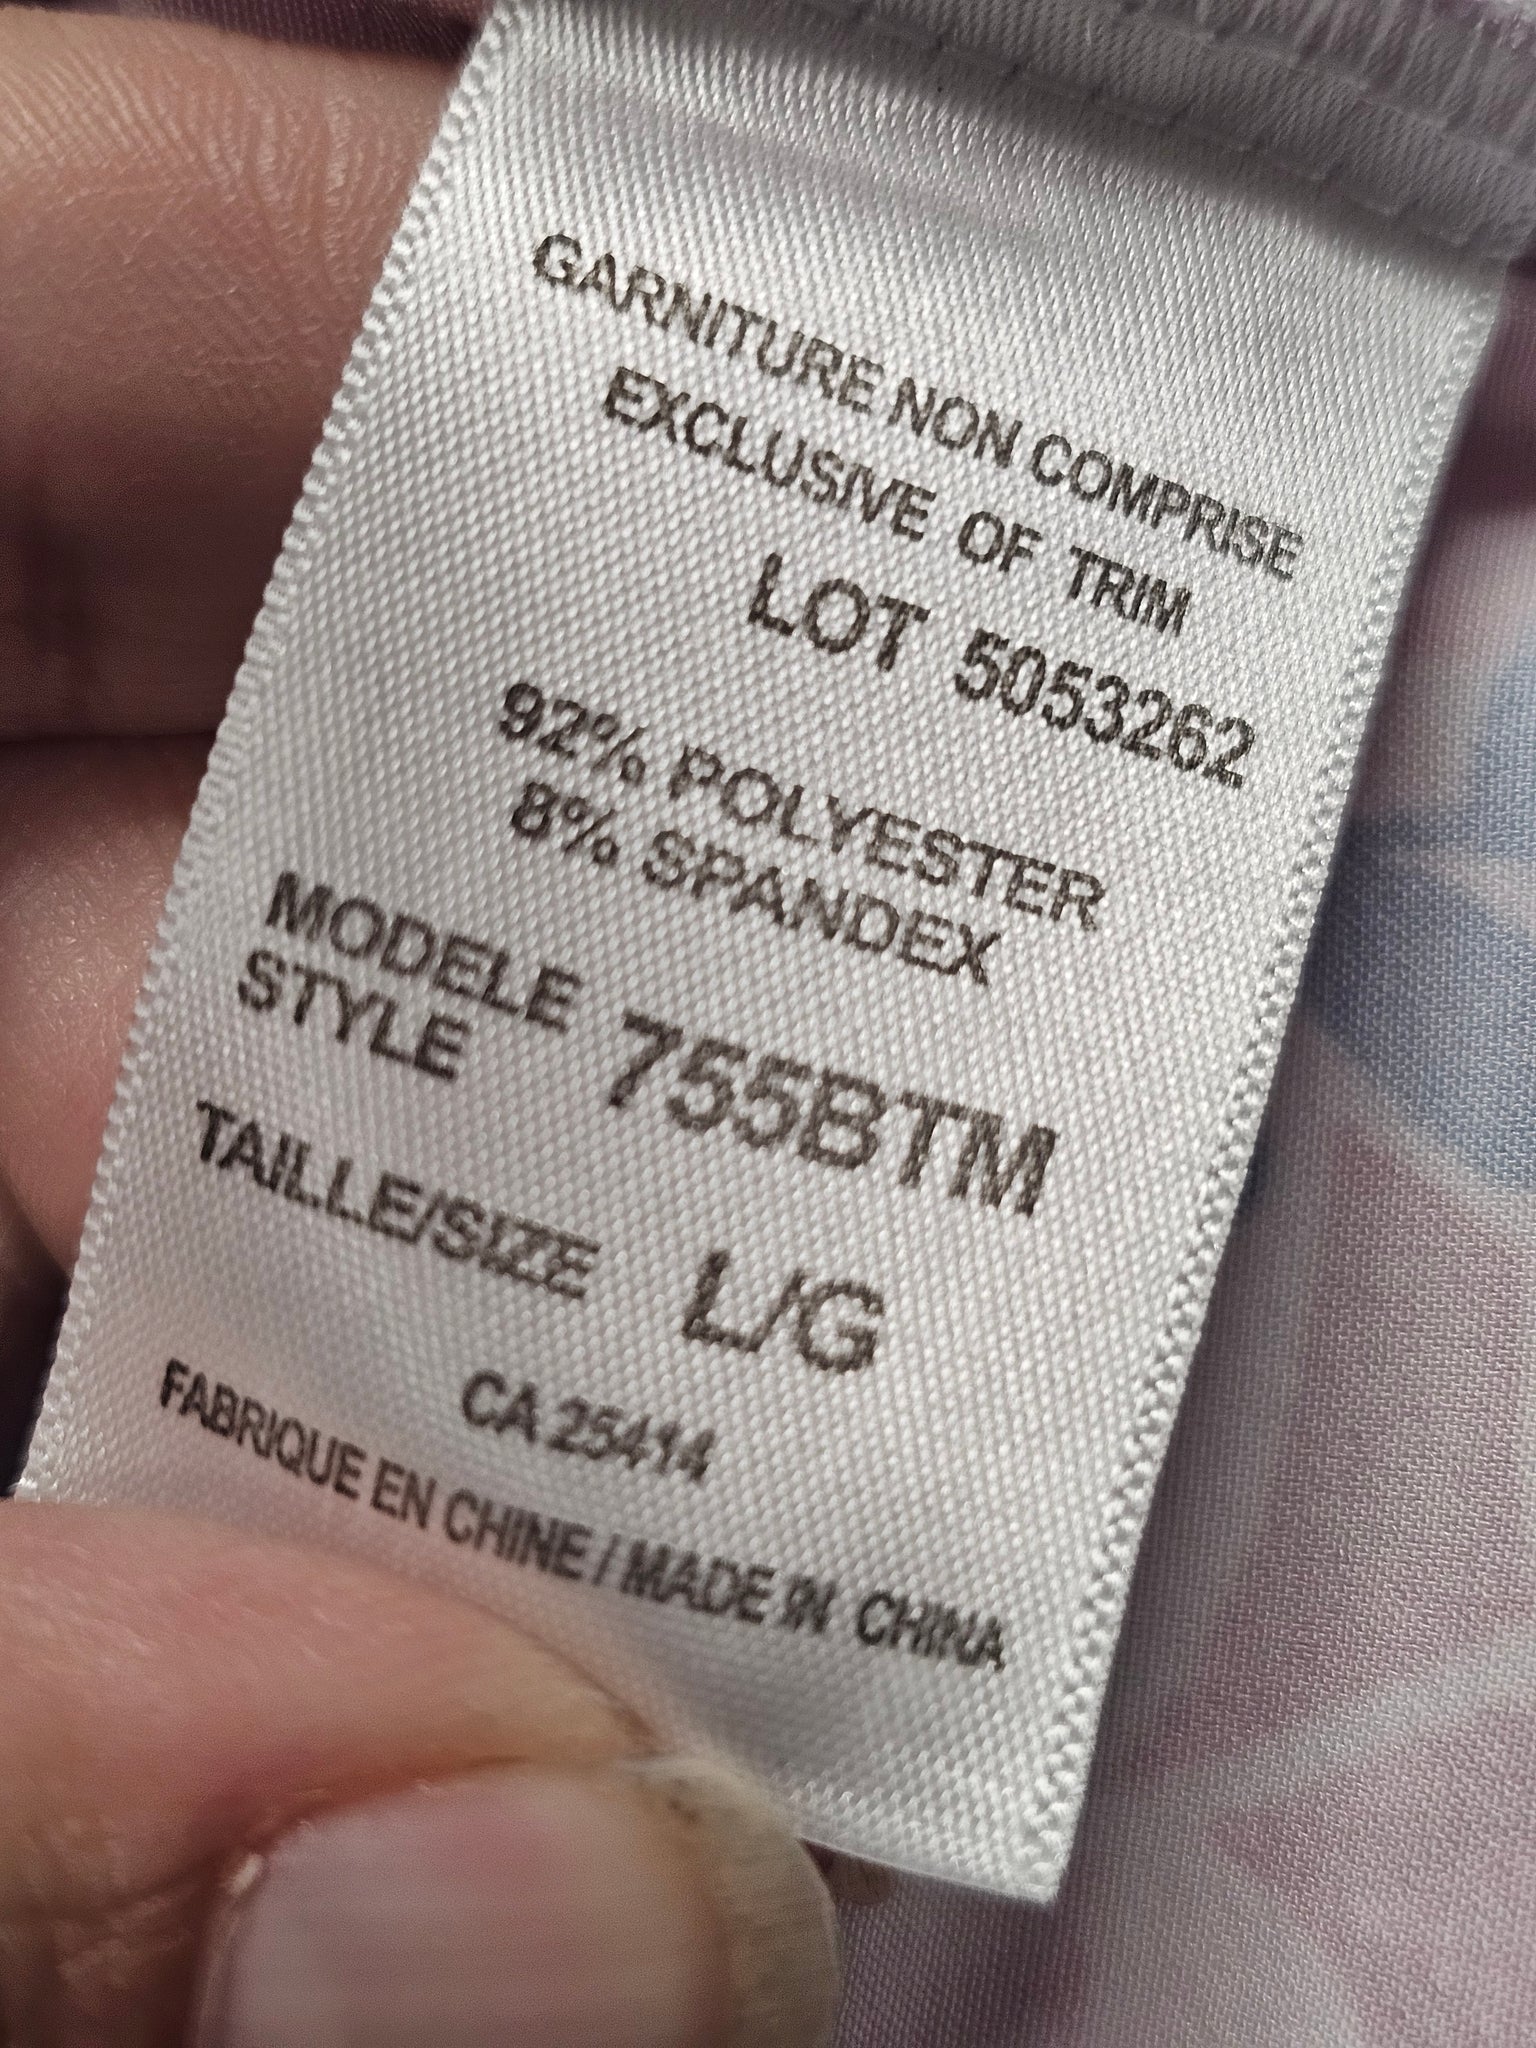 GARNITURE NON COMPRISE
EXCLUSIVE OF TRIM
LOT 5053262
92% POLYESTER
8% SPANDEX
MODELE
STYLE 755BTM
TAILLE/SIZE L/G
CA 25414
FABRIQUE EN CHINE / MADE IN CHINA